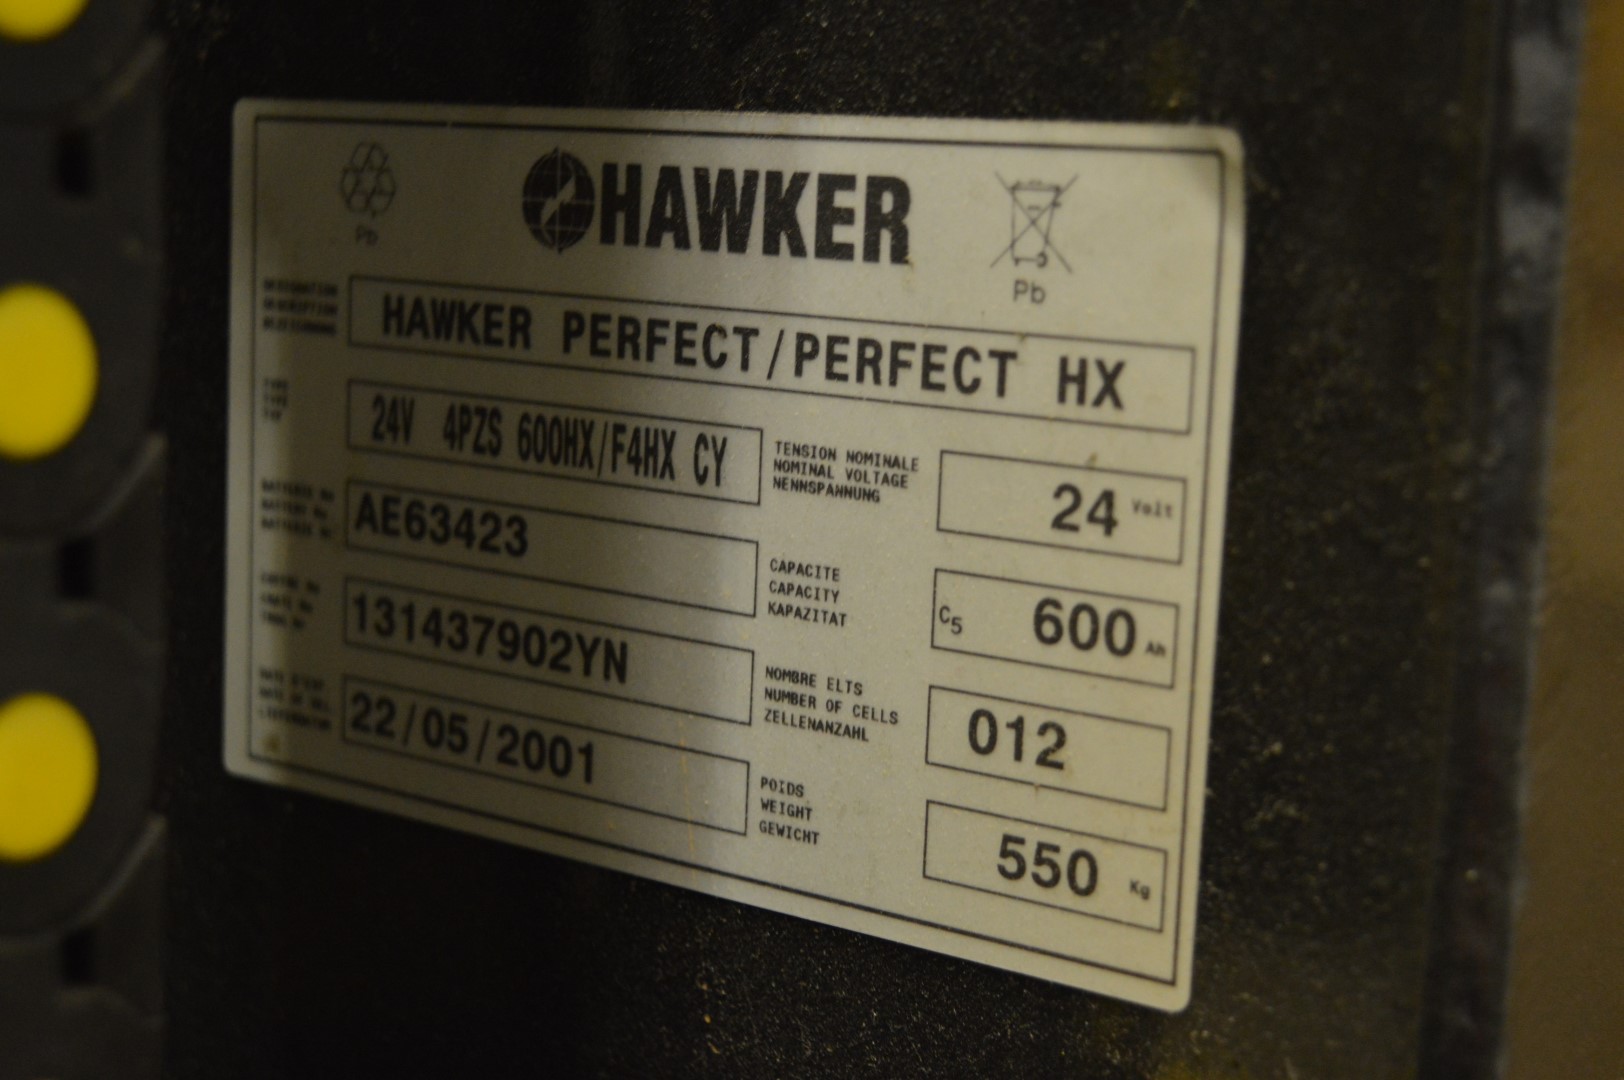 HAWKER
Pb
Pb
HAWKER PERFECT/PERFECT HX
24V 4PZS 600HX/F4HX CY
TENSION NOMINALE
NOMINAL VOLTAGE
NENNSPANNUNG
24 Volt
AE63423
CAPACITE
CAPACITY
KAPAZITAT
C5 600 Ah
131437902YN
NOMBRE ELTS
NUMBER OF CELLS
ZELLENANZAHL
012
22/05/2001
POIDS
WEIGHT
GEWICHT
550 Kg